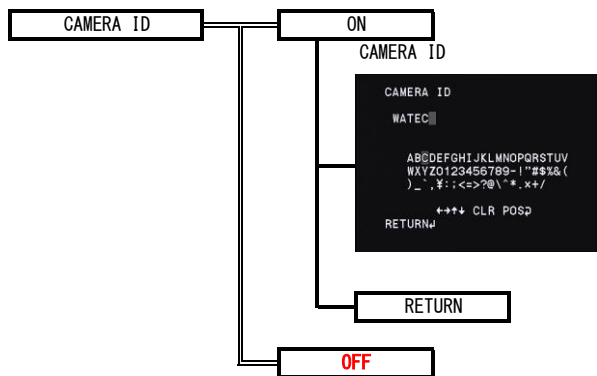 CAMERA ID
ON
CAMERA ID
CAMERA ID
WATEC
ABCDEFGHIJKLMNOPQRSTUV
WXYZ0123456789-!"#$%&(
)_`,¥:;<=>?@\^*.x+/
←→↑↓ CLR POS⊋
RETURN↲
RETURN
OFF